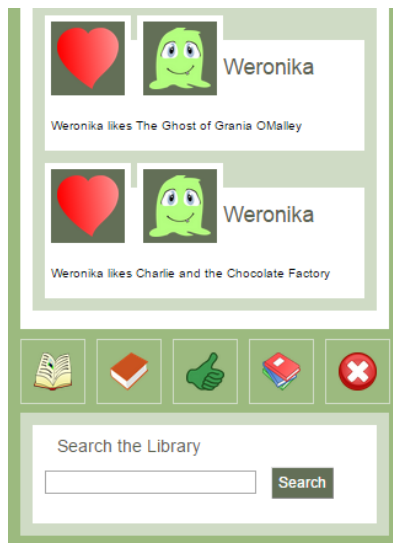 Weronika
Weronika likes The Ghost of Grania OMalley
Weronika
Weronika likes Charlie and the Chocolate Factory
Search the Library
Search